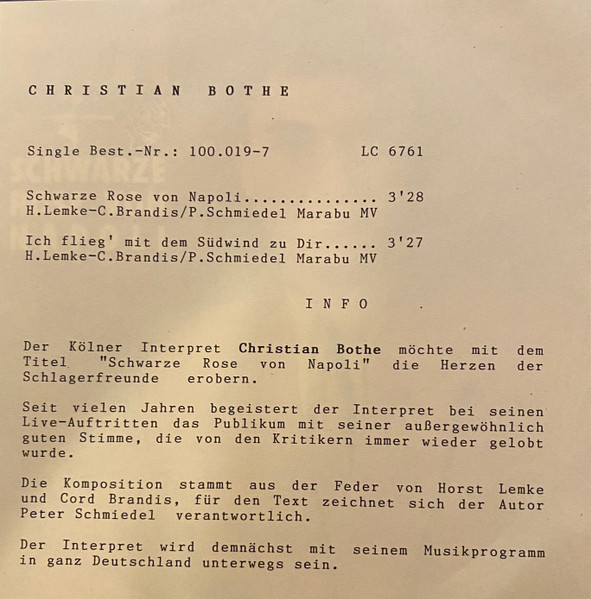 CHRISTIAN BOTHE
Single Best.-Nr.: 100.019-7 LC 6761
Schwarze Rose von Napoli............... 3'28
H.Lemke-C.Brandis/P.Schmiedel Marabu MV
Ich flieg' mit dem Südwind zu Dir...... 3'27
H.Lemke-C.Brandis/P.Schmiedel Marabu MV
INFO
Der Kölner Interpret Christian Bothe möchte mit dem
Titel "Schwarze Rose von Napoli" die Herzen der
Schlagerfreunde erobern.
Seit vielen Jahren begeistert der Interpret bei seinen
Live-Auftritten das Publikum mit seiner außergewöhnlich
guten Stimme, die von den Kritikern immer wieder gelobt
wurde.
Die Komposition stammt aus der Feder von Horst Lemke
und Cord Brandis, für den Text zeichnet sich der Autor
Peter Schmiedel verantwortlich.
Der Interpret wird demnächst mit seinem Musikprogramm
in ganz Deutschland unterwegs sein.